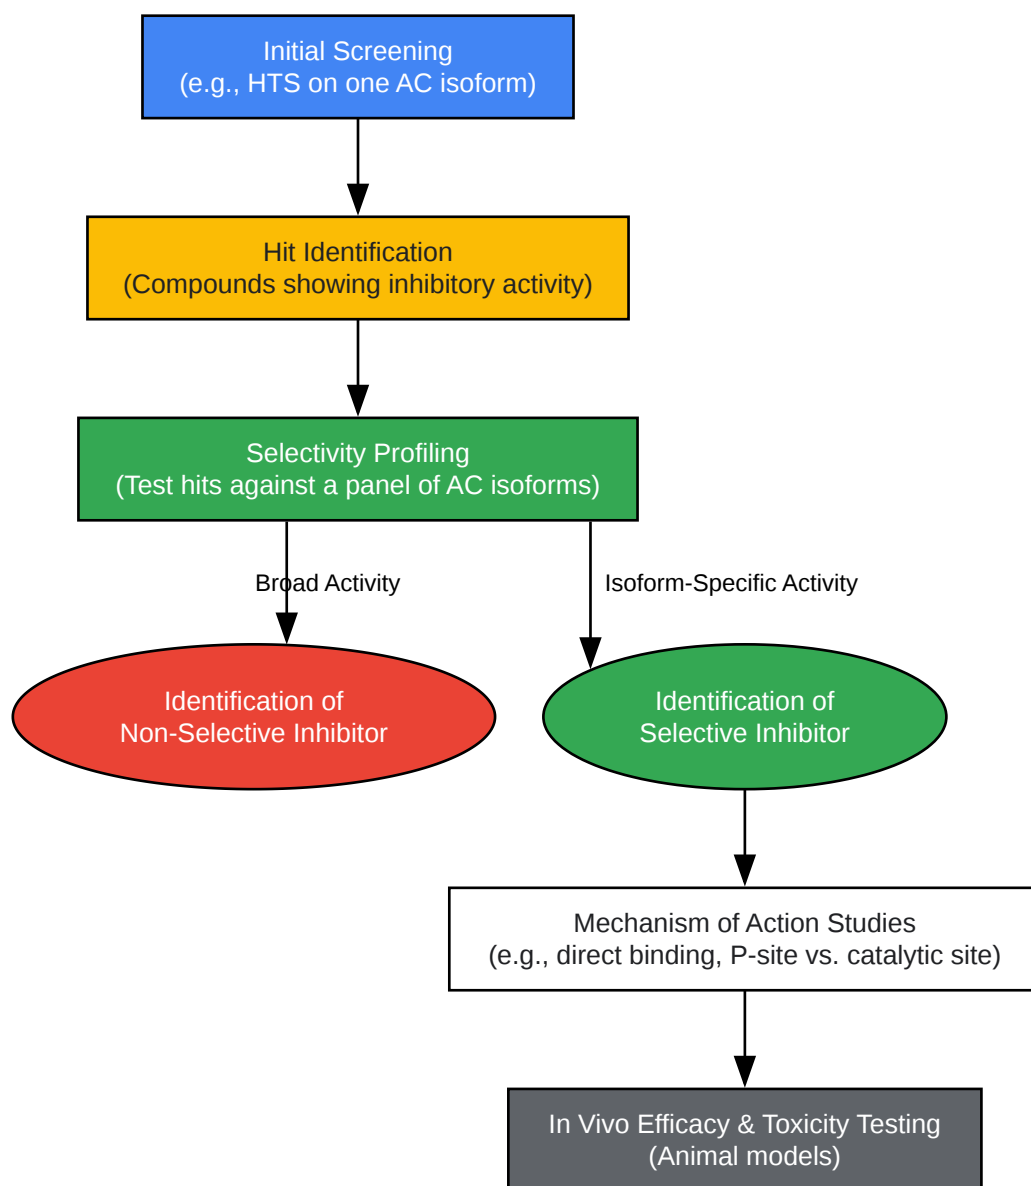 Initial Screening
(e.g., HTS on one AC isoform)
Hit Identification
(Compounds showing inhibitory activity)
Selectivity Profiling
(Test hits against a panel of AC isoforms)
Broad Activity
Isoform-Specific Activity
Identification of
Non-Selective Inhibitor
Identification of
Selective Inhibitor
Mechanism of Action Studies
(e.g., direct binding, P-site vs. catalytic site)
In Vivo Efficacy & Toxicity Testing
(Animal models)